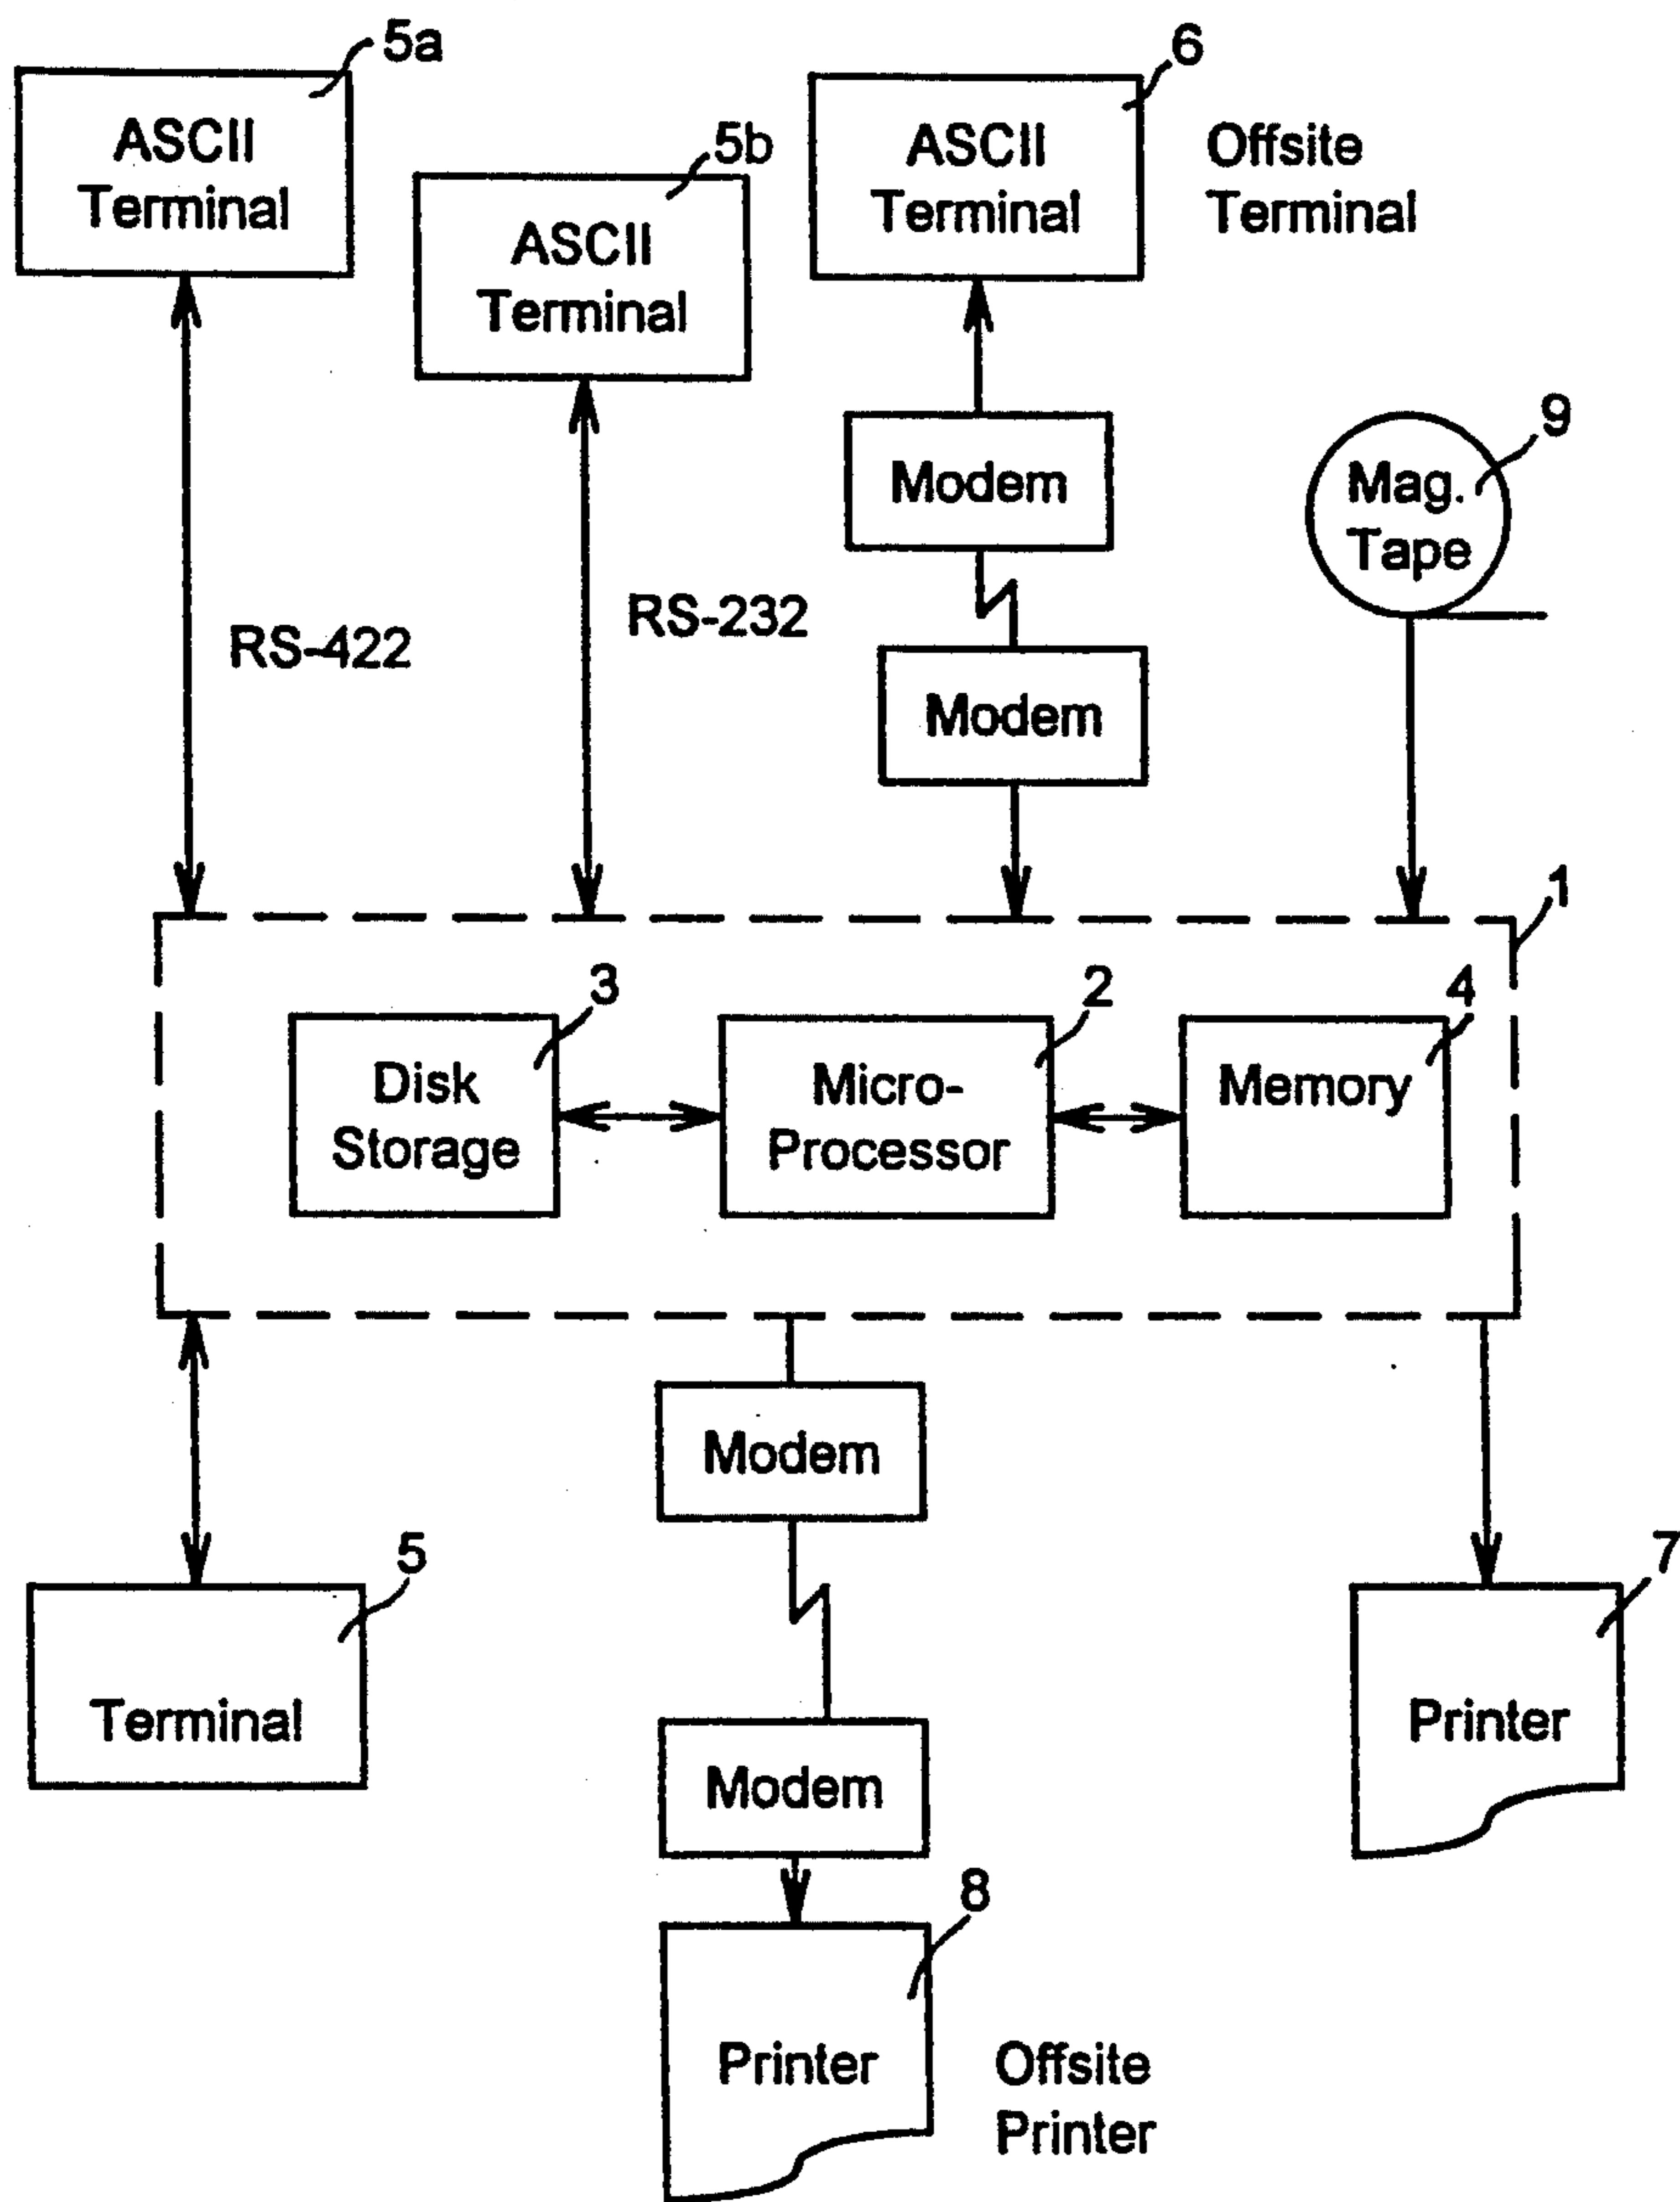 5a
ASCII
Terminal
5b
ASCII
Terminal
6
ASCII
Terminal
Offsite
Terminal
RS-422
RS-232
Modem
Modem
9
Mag.
Tape
1
3
Disk
Storage
2
Micro-
Processor
4
Memory
5
Terminal
Modem
Modem
8
Printer
Offsite
Printer
7
Printer